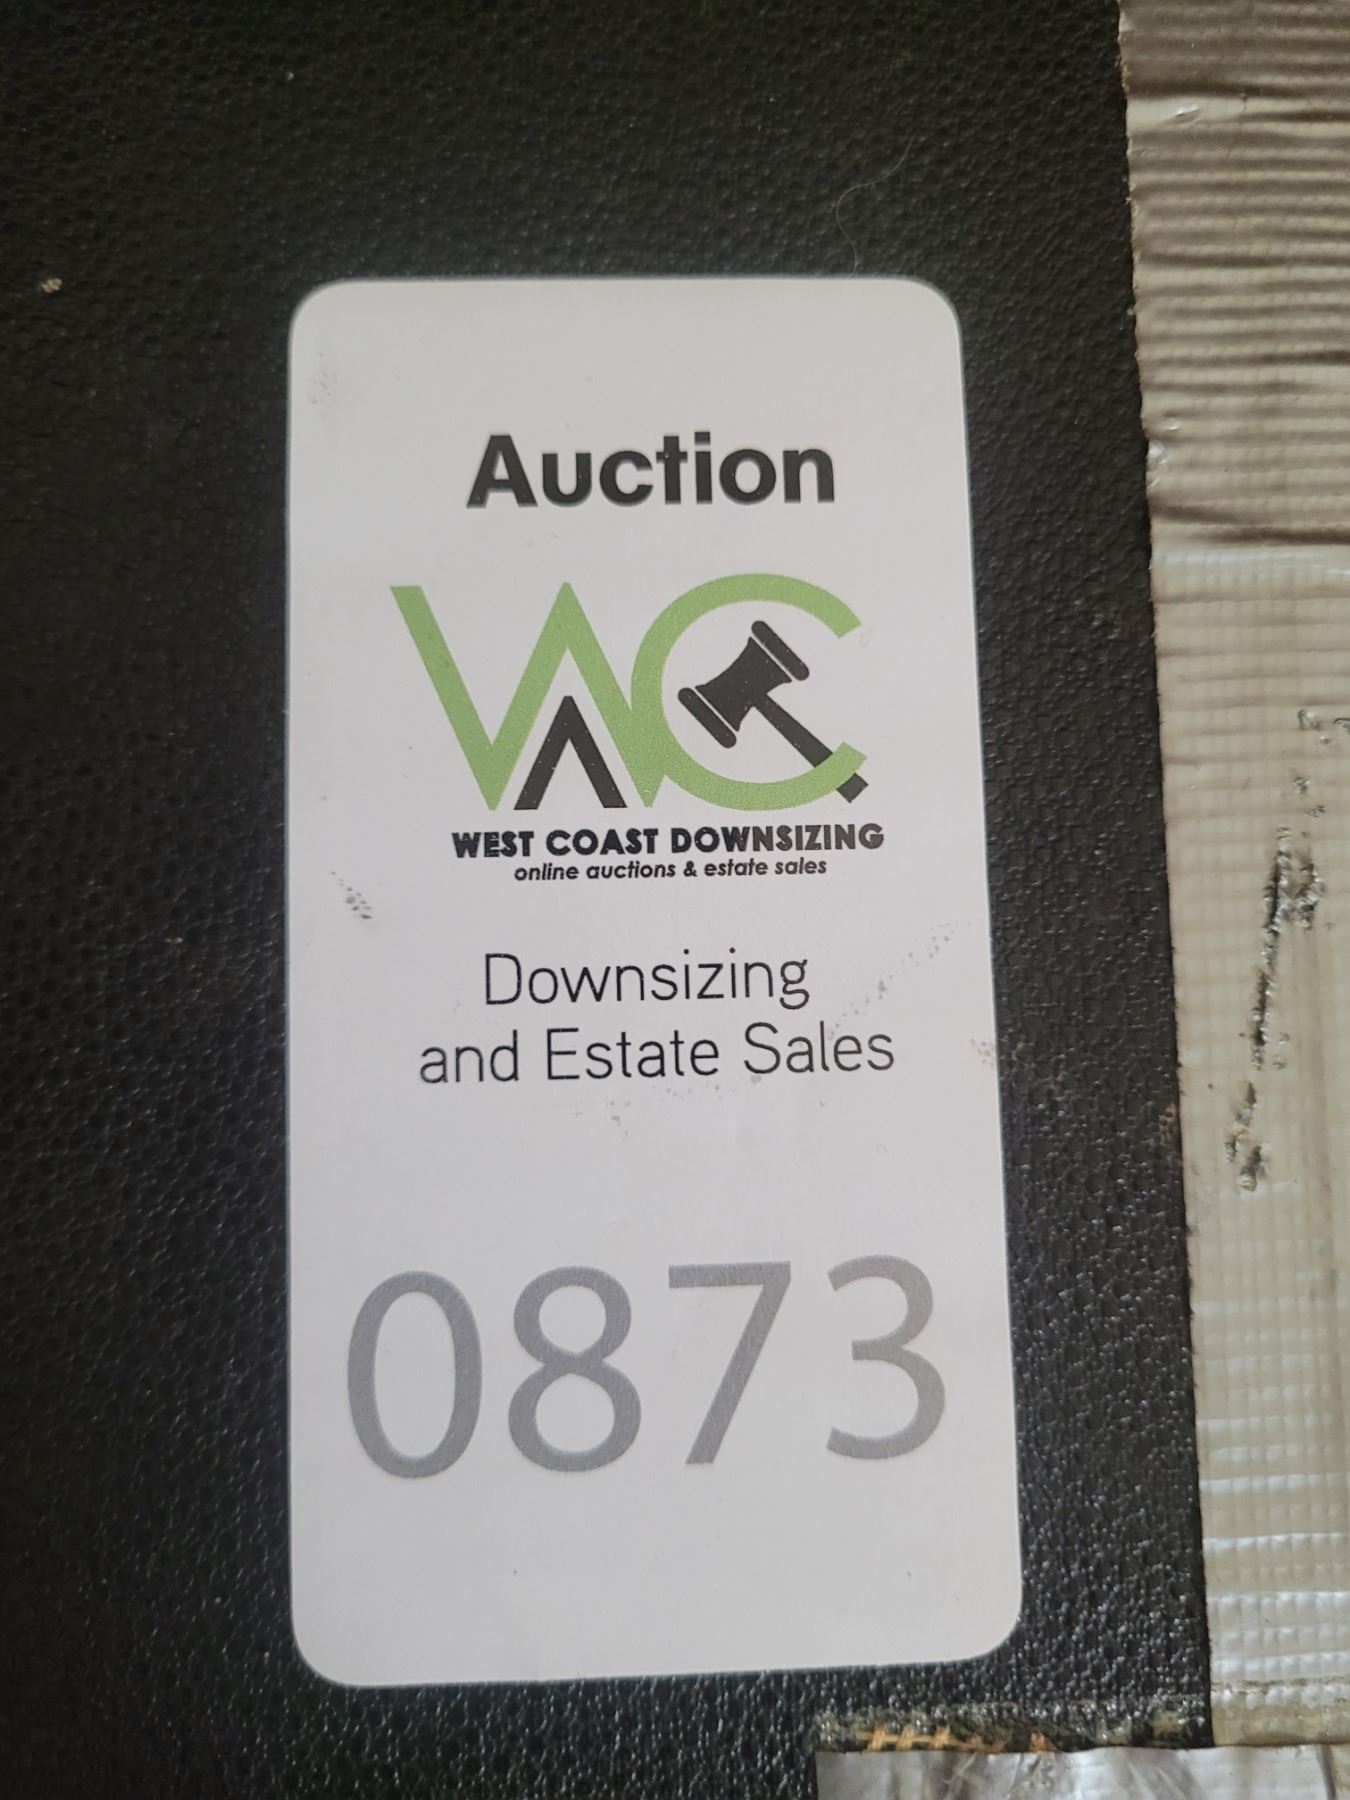 Auction
WC
WEST COAST DOWNSIZING
online auctions & estate sales
Downsizing
and Estate Sales
0873